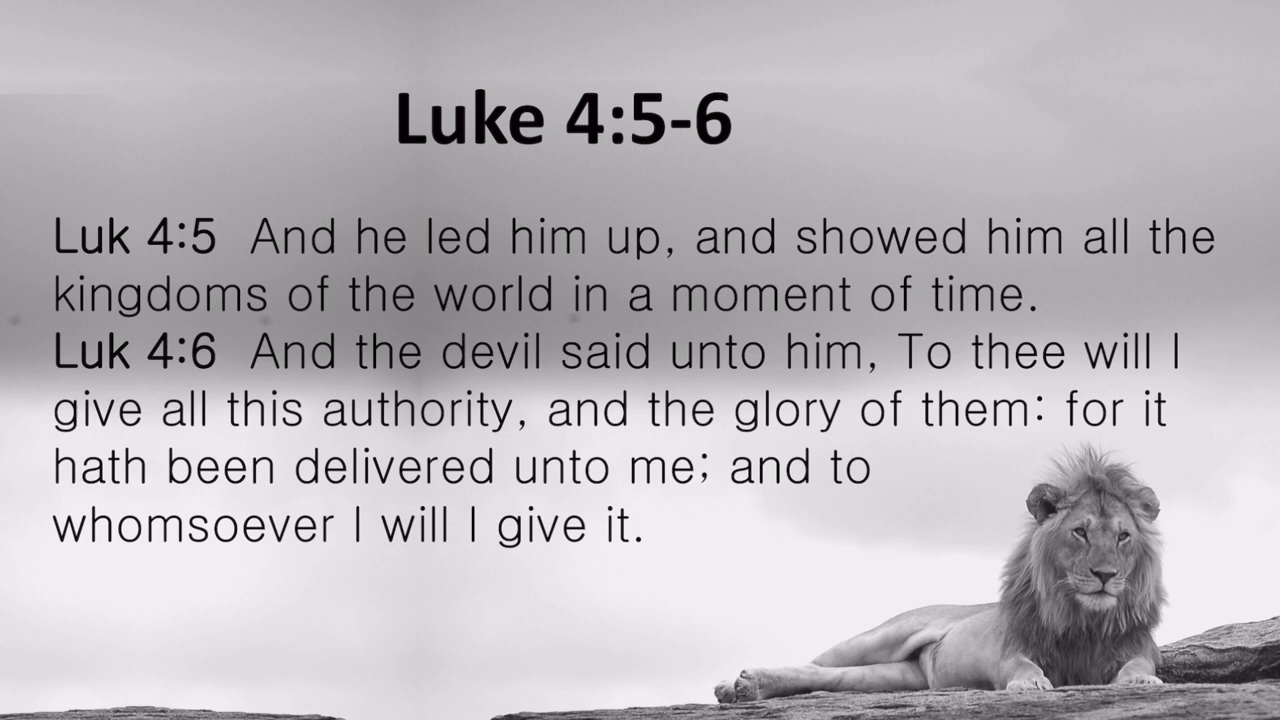 Luke 4:5-6
Luk 4:5 And he led him up, and showed him all the
kingdoms of the world in a moment of time.
Luk 4:6 And the devil said unto him, To thee will I
give all this authority, and the glory of them: for it
hath been delivered unto me; and to
whomsoever I will I give it.